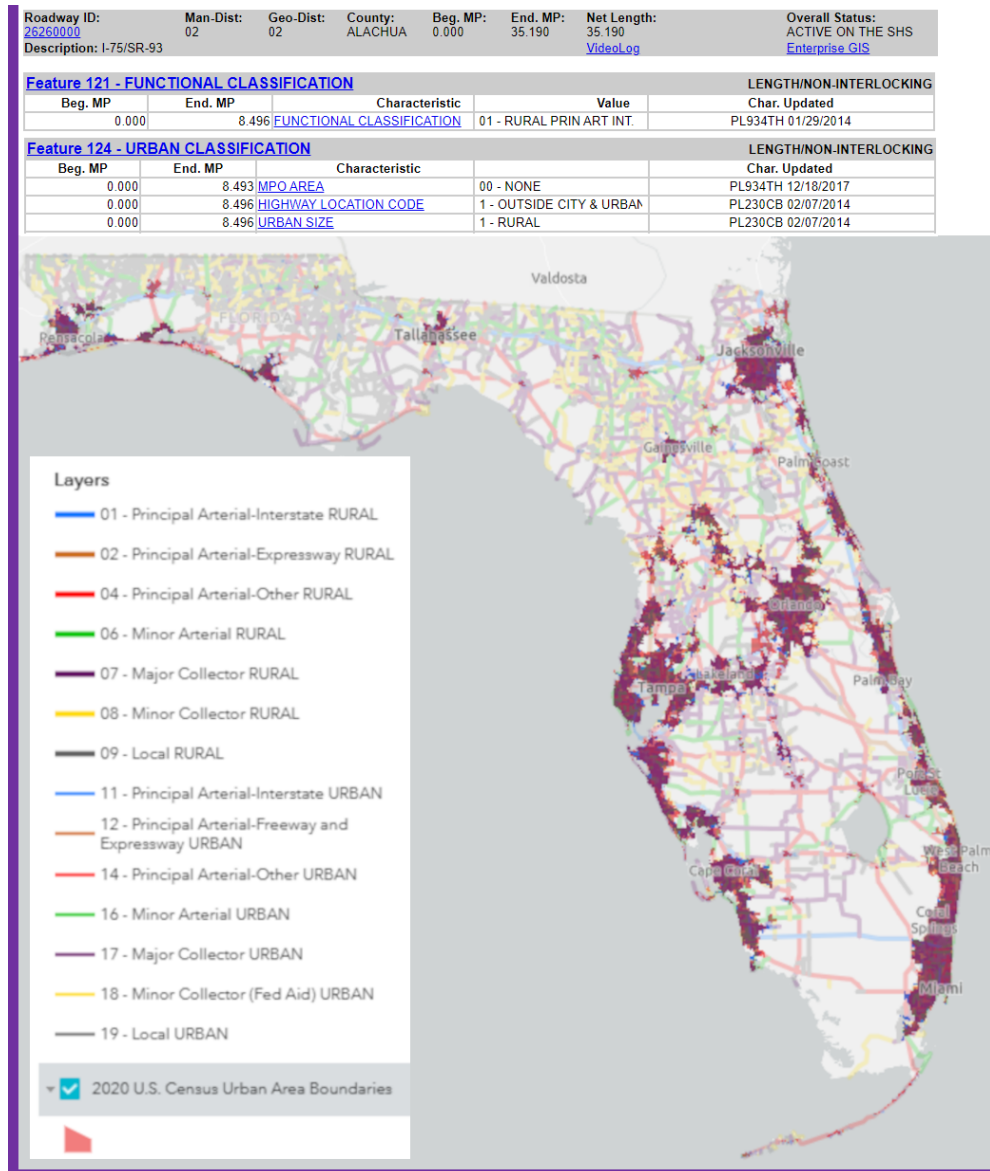 Roadway ID: Man-Dist: Geo-Dist: County: Beg. MP: End. MP: Net Length: Overall Status:
26260000 02 02 ALACHUA 0.000 35.190 35.190 ACTIVE ON THE SHS
Description: I-75/SR-93 VideoLog Enterprise GIS
Feature 121 - FUNCTIONAL CLASSIFICATION LENGTH/NON-INTERLOCKING
Beg. MP End. MP Characteristic Value Char. Updated
0.000 8.496 FUNCTIONAL CLASSIFICATION 01 - RURAL PRIN ART INT. PL934TH 01/29/2014
Feature 124 - URBAN CLASSIFICATION LENGTH/NON-INTERLOCKING
Beg. MP End. MP Characteristic Char. Updated
0.000 8.493 MPO AREA 00 - NONE PL934TH 12/18/2017
0.000 8.496 HIGHWAY LOCATION CODE 1 - OUTSIDE CITY & URBAN PL230CB 02/07/2014
0.000 8.496 URBAN SIZE 1 - RURAL PL230CB 02/07/2014
Valdosta
FLORIDA
Pensacola
Tallahassee
Jacksonville
Gainesville
Palm Coast
Orlando
Lakeland
Tampa
Palm Bay
Port St
Lucie
West Palm
Beach
Cape Coral
Coral
Springs
Miami
Layers
01 - Principal Arterial-Interstate RURAL
02 - Principal Arterial-Expressway RURAL
04 - Principal Arterial-Other RURAL
06 - Minor Arterial RURAL
07 - Major Collector RURAL
08 - Minor Collector RURAL
09 - Local RURAL
11 - Principal Arterial-Interstate URBAN
12 - Principal Arterial-Freeway and
Expressway URBAN
14 - Principal Arterial-Other URBAN
16 - Minor Arterial URBAN
17 - Major Collector URBAN
18 - Minor Collector (Fed Aid) URBAN
19 - Local URBAN
2020 U.S. Census Urban Area Boundaries